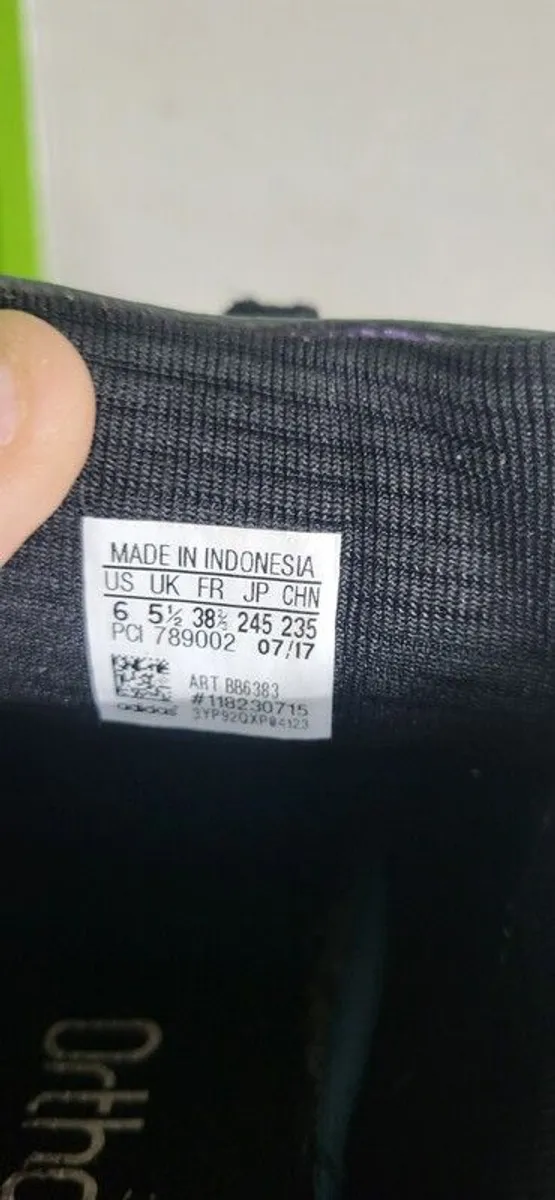 MADE IN INDONESIA
US UK FR JP CHN
6 5½ 38⅔ 245 235
PCI 789002 07/17
ART BB6383
#118230715
adidas 3YP92QXP04123
Ortho